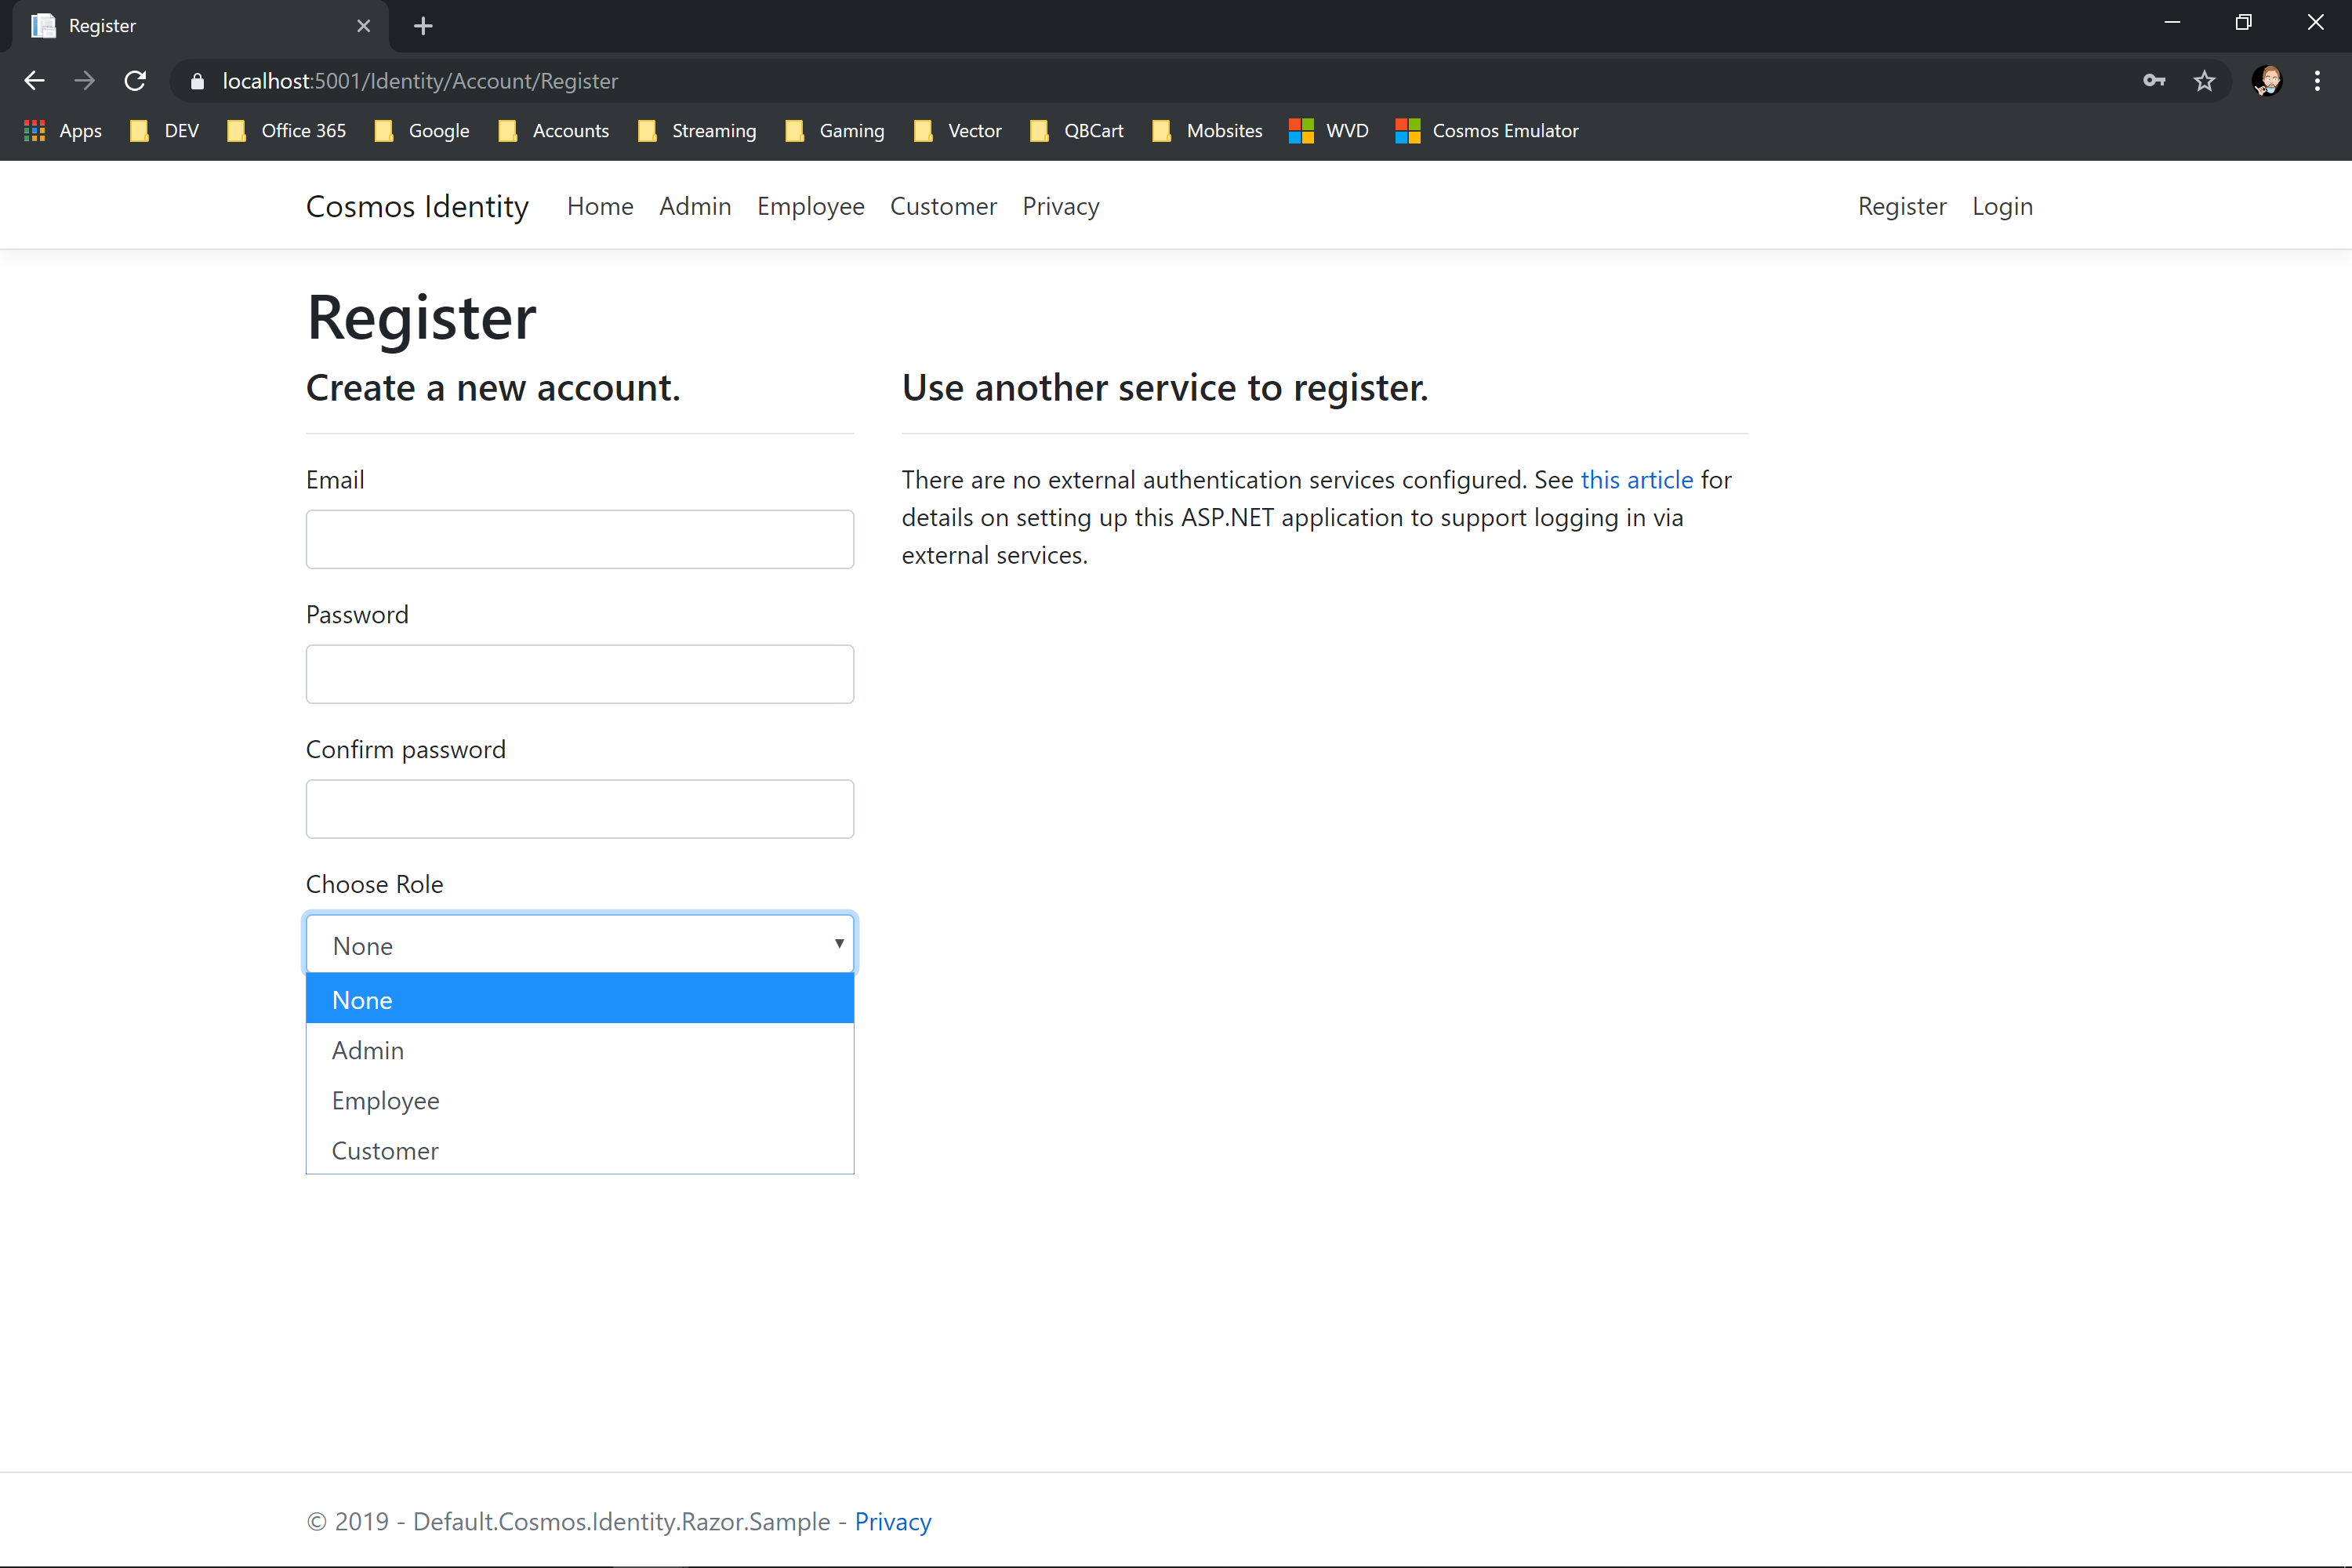 Register
localhost:5001/Identity/Account/Register
Apps DEV Office 365 Google Accounts Streaming Gaming Vector QBCart Mobsites WVD Cosmos Emulator
Cosmos Identity Home Admin Employee Customer Privacy Register Login
Register
Create a new account.
Email
Password
Confirm password
Choose Role
None
None
Admin
Employee
Customer
Use another service to register.
There are no external authentication services configured. See this article for
details on setting up this ASP.NET application to support logging in via
external services.
© 2019 - Default.Cosmos.Identity.Razor.Sample - Privacy